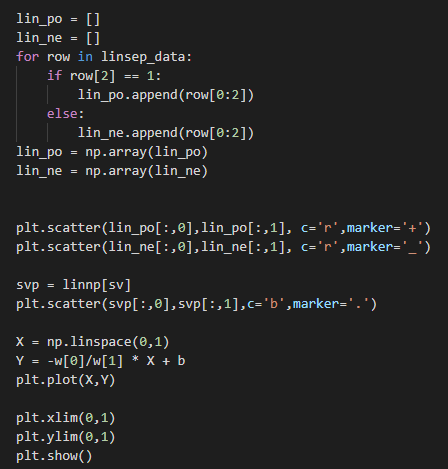 lin_po = []
lin_ne = []
for row in linsep_data:
    if row[2] == 1:
        lin_po.append(row[0:2])
    else:
        lin_ne.append(row[0:2])
lin_po = np.array(lin_po)
lin_ne = np.array(lin_ne)
plt.scatter(lin_po[:,0],lin_po[:,1], c='r',marker='+')
plt.scatter(lin_ne[:,0],lin_ne[:,1], c='r',marker='_')
svp = linnp[sv]
plt.scatter(svp[:,0],svp[:,1],c='b',marker='.')
X = np.linspace(0,1)
Y = -w[0]/w[1] * X + b
plt.plot(X,Y)
plt.xlim(0,1)
plt.ylim(0,1)
plt.show()